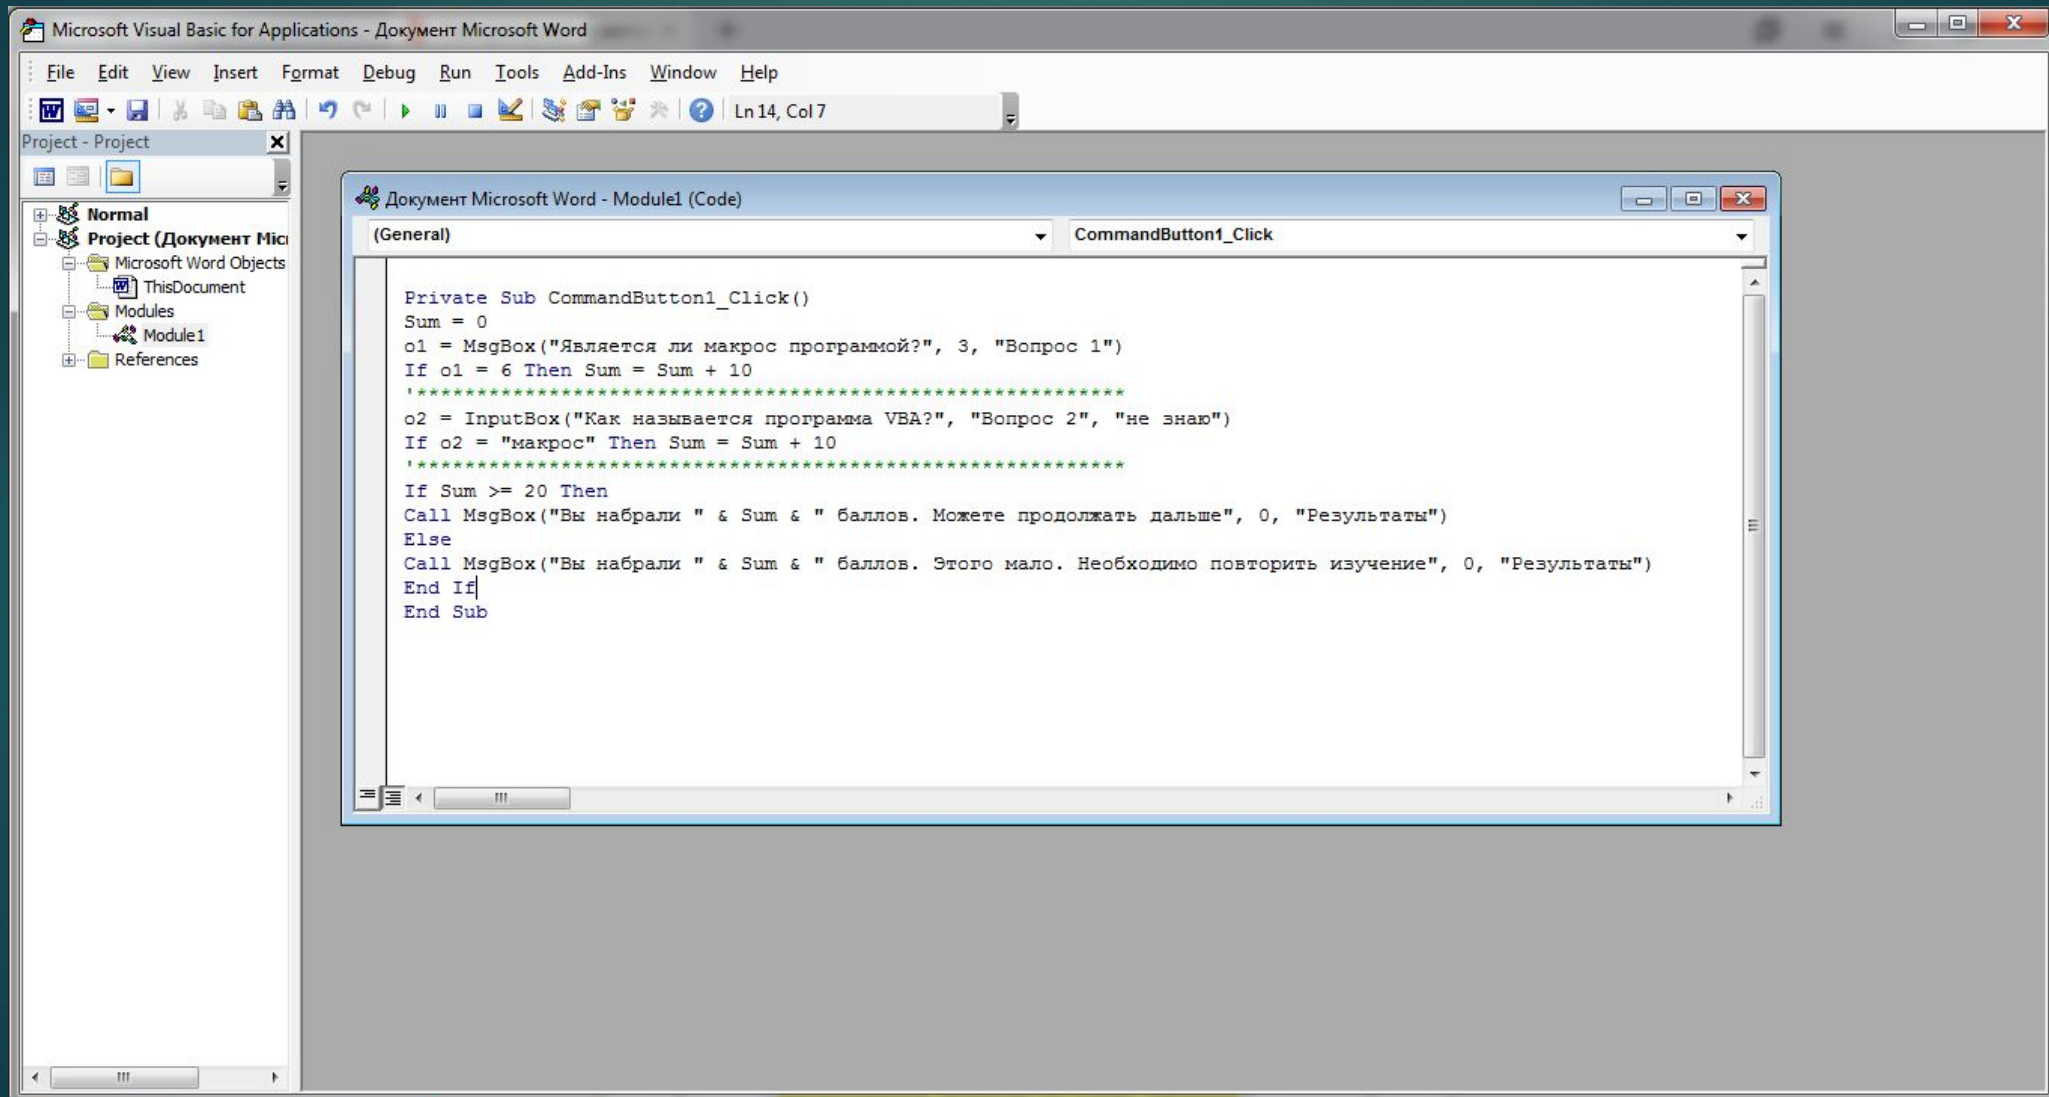 Microsoft Visual Basic for Applications - Документ Microsoft Word
File Edit View Insert Format Debug Run Tools Add-Ins Window Help
Ln 14, Col 7
Project - Project
Normal
Project (Документ Mic
Microsoft Word Objects
ThisDocument
Modules
Module1
References
Документ Microsoft Word - Module1 (Code)
(General) CommandButton1_Click
Private Sub CommandButton1_Click()
Sum = 0
o1 = MsgBox("Является ли макрос программой?", 3, "Вопрос 1")
If o1 = 6 Then Sum = Sum + 10
'***********************************************************
o2 = InputBox("Как называется программа VBA?", "Вопрос 2", "не знаю")
If o2 = "макрос" Then Sum = Sum + 10
'***********************************************************
If Sum >= 20 Then
Call MsgBox("Вы набрали " & Sum & " баллов. Можете продолжать дальше", 0, "Результаты")
Else
Call MsgBox("Вы набрали " & Sum & " баллов. Этого мало. Необходимо повторить изучение", 0, "Результаты")
End If
End Sub